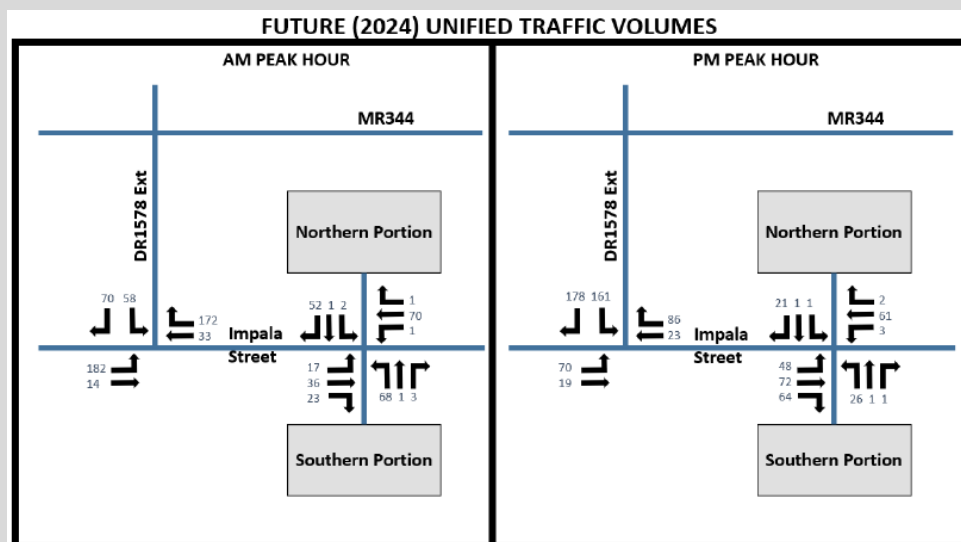 FUTURE (2024) UNIFIED TRAFFIC VOLUMES
AM PEAK HOUR
MR344
DR1578 Ext
Northern Portion
70 58
172
33
Impala
Street
182
14
52 1 2
1
70
1
17
36
23
68 1 3
Southern Portion
PM PEAK HOUR
MR344
DR1578 Ext
Northern Portion
178 161
86
23
Impala
Street
70
19
21 1 1
2
61
3
48
72
64
26 1 1
Southern Portion